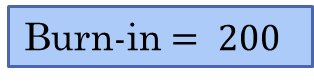 Burn-in = 200